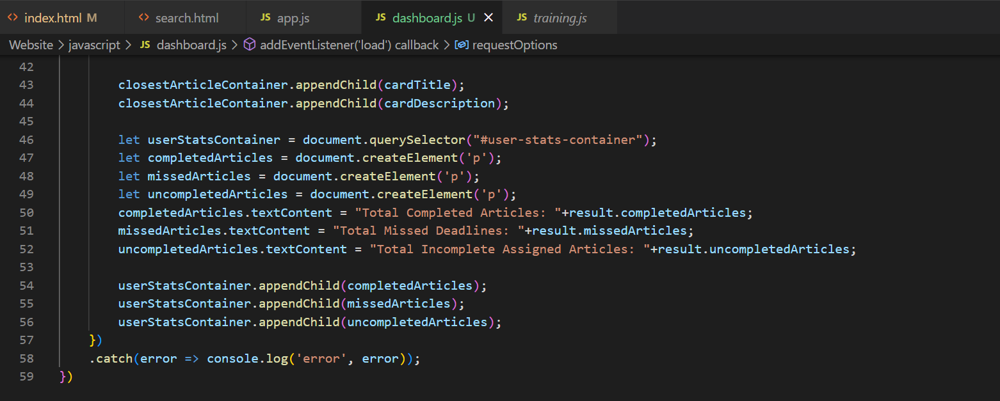 index.html M search.html JS app.js JS dashboard.js U JS training.js
Website > javascript > JS dashboard.js > addEventListener('load') callback > requestOptions
42
43 closestArticleContainer.appendChild(cardTitle);
44 closestArticleContainer.appendChild(cardDescription);
45
46 let userStatsContainer = document.querySelector("#user-stats-container");
47 let completedArticles = document.createElement('p');
48 let missedArticles = document.createElement('p');
49 let uncompletedArticles = document.createElement('p');
50 completedArticles.textContent = "Total Completed Articles: "+result.completedArticles;
51 missedArticles.textContent = "Total Missed Deadlines: "+result.missedArticles;
52 uncompletedArticles.textContent = "Total Incomplete Assigned Articles: "+result.uncompletedArticles;
53
54 userStatsContainer.appendChild(completedArticles);
55 userStatsContainer.appendChild(missedArticles);
56 userStatsContainer.appendChild(uncompletedArticles);
57 })
58 .catch(error => console.log('error', error));
59 })